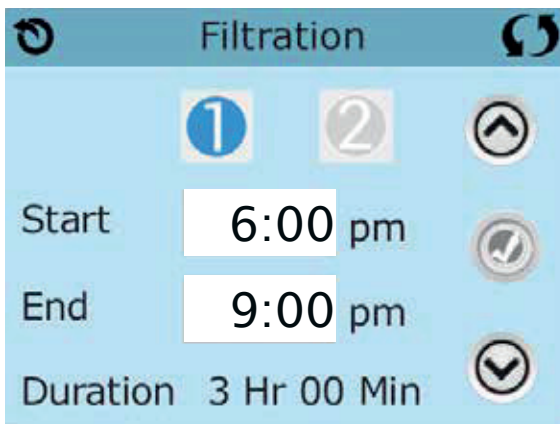 Filtration
1 2
Start 6:00 pm
End 9:00 pm
Duration 3 Hr 00 Min